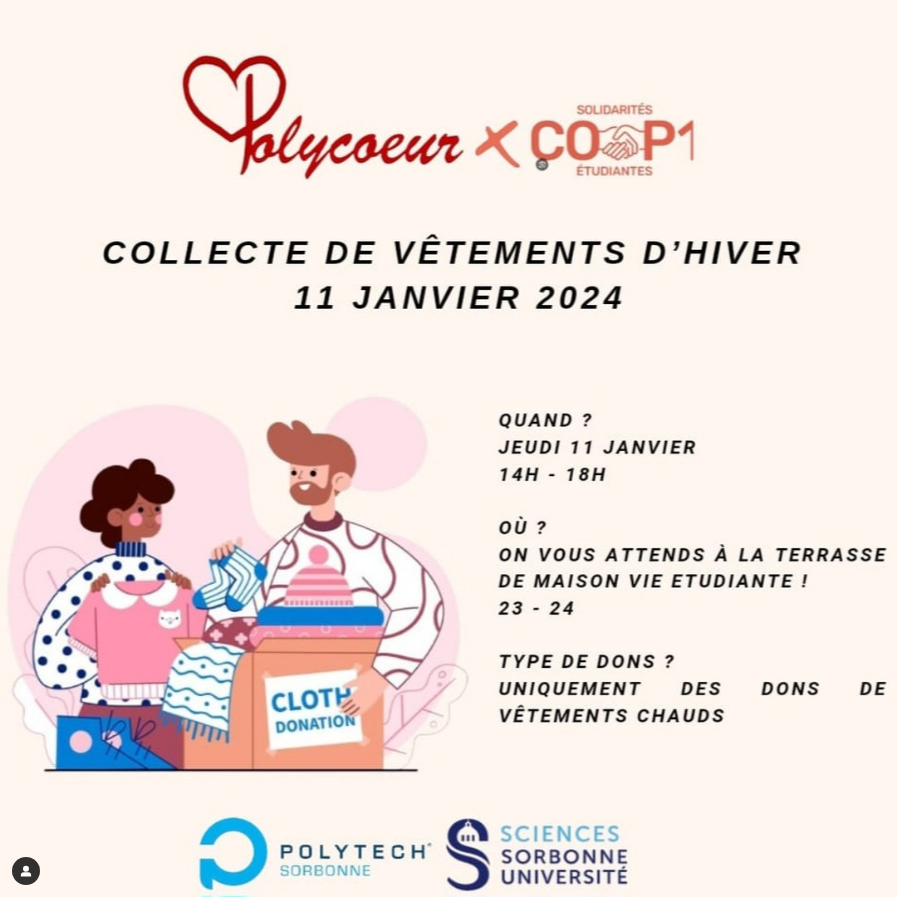 Polycoeur
SOLIDARITÉS
CO P1
ÉTUDIANTES
COLLECTE DE VÊTEMENTS D'HIVER
11 JANVIER 2024
QUAND ?
JEUDI 11 JANVIER
14H - 18H
OÙ ?
ON VOUS ATTENDS À LA TERRASSE
DE MAISON VIE ETUDIANTE !
23 - 24
TYPE DE DONS ?
UNIQUEMENT DES DONS DE
VÊTEMENTS CHAUDS
CLOTH
DONATION
POLYTECH
SORBONNE
SCIENCES
SORBONNE
UNIVERSITÉ